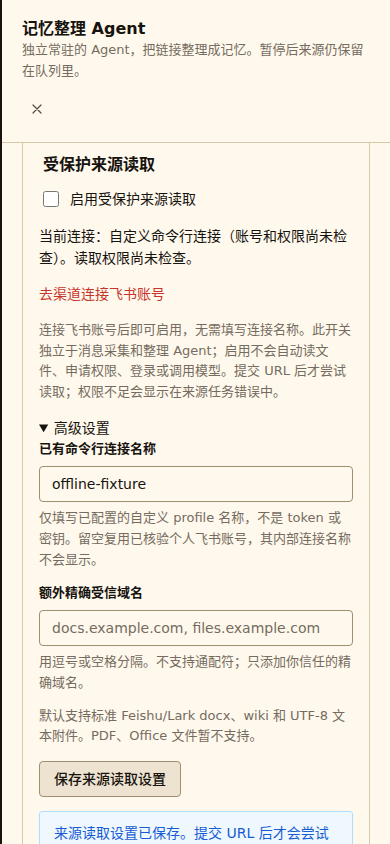 记忆整理 Agent
独立常驻的 Agent，把链接整理成记忆。暂停后来源仍保留
在队列里。
×
受保护来源读取
启用受保护来源读取
当前连接：自定义命令行连接（账号和权限尚未检
查）。读取权限尚未检查。
去渠道连接飞书账号
连接飞书账号后即可启用，无需填写连接名称。此开关
独立于消息采集和整理 Agent；启用不会自动读文
件、申请权限、登录或调用模型。提交 URL 后才尝试
读取；权限不足会显示在来源任务错误中。
▼ 高级设置
已有命令行连接名称
offline-fixture
仅填写已配置的自定义 profile 名称，不是 token 或
密钥。留空复用已核验个人飞书账号，其内部连接名称
不会显示。
额外精确受信域名
docs.example.com, files.example.com
用逗号或空格分隔。不支持通配符；只添加你信任的精
确域名。
默认支持标准 Feishu/Lark docx、wiki 和 UTF-8 文
本附件。PDF、Office 文件暂不支持。
保存来源读取设置
来源读取设置已保存。提交 URL 后才会尝试